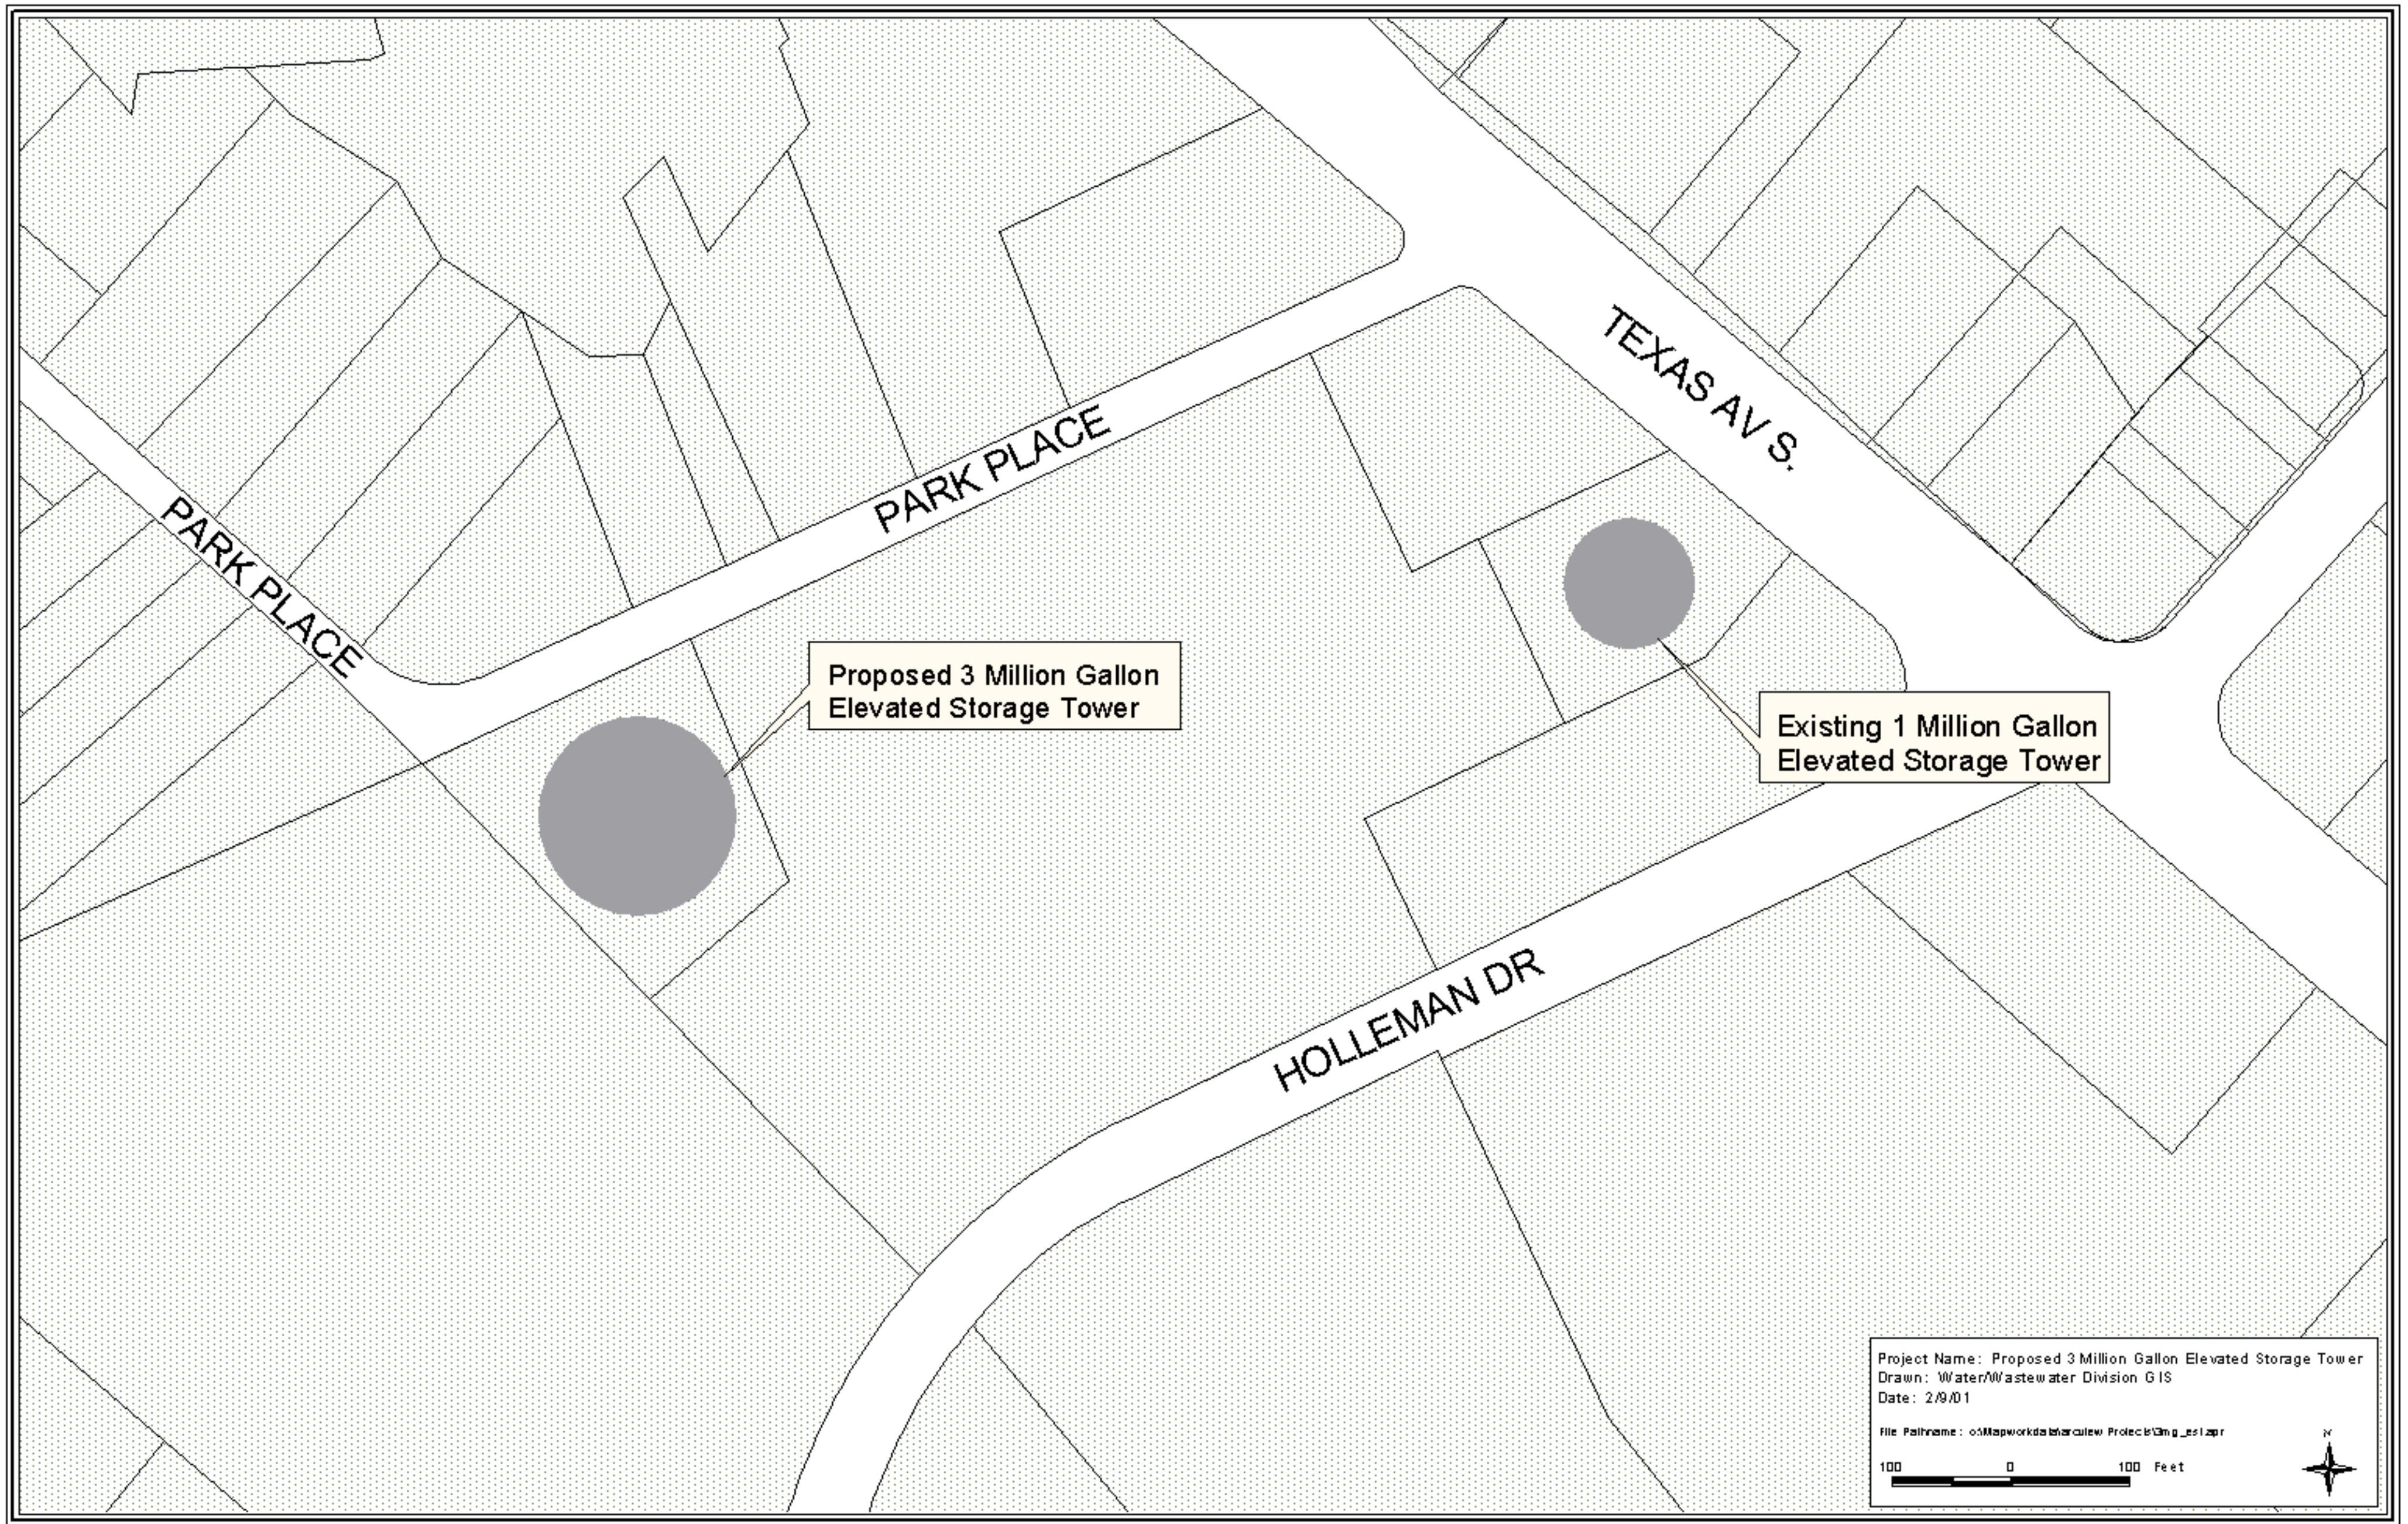 TEXAS AV S.
PARK PLACE
PARK PLACE
Proposed 3 Million Gallon
Elevated Storage Tower
Existing 1 Million Gallon
Elevated Storage Tower
HOLLEMAN DR
Project Name: Proposed 3 Million Gallon Elevated Storage Tower
Drawn: Water/Wastewater Division GIS
Date: 2/9/01
File Pathname:
N
100 0 100 Feet